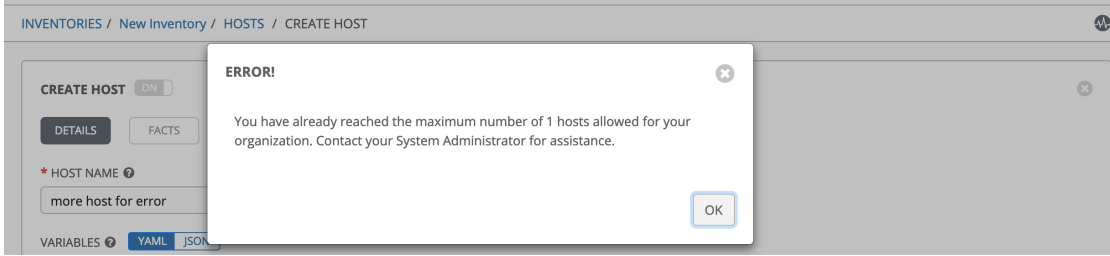 INVENTORIES / New Inventory / HOSTS / CREATE HOST
ERROR!
You have already reached the maximum number of 1 hosts allowed for your
organization. Contact your System Administrator for assistance.
OK
CREATE HOST ON
DETAILS FACTS
* HOST NAME ?
more host for error
VARIABLES ? YAML JSON